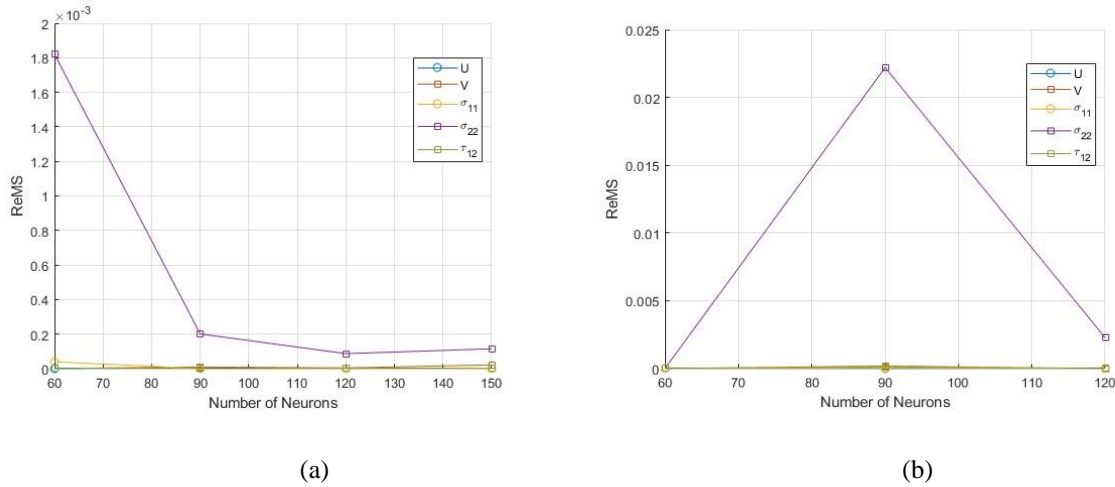 ×10⁻³
2
1.8
1.6
1.4
1.2
1
0.8
0.6
0.4
0.2
0
ReMS
60 70 80 90 100 110 120 130 140 150
Number of Neurons
U
V
σ₁₁
σ₂₂
τ₁₂
(a)
0.025
0.02
0.015
0.01
0.005
0
ReMS
60 70 80 90 100 110 120
Number of Neurons
U
V
σ₁₁
σ₂₂
τ₁₂
(b)